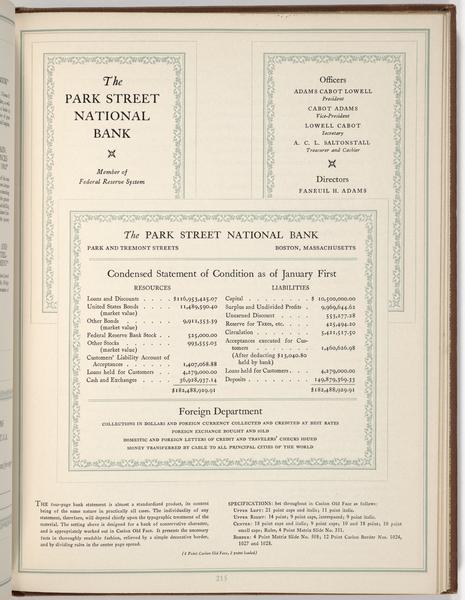 The
PARK STREET
NATIONAL
BANK
Member of
Federal Reserve System
Officers
ADAMS CABOT LOWELL
President
CABOT ADAMS
Vice-President
LOWELL CABOT
Secretary
A. C. L. SALTONSTALL
Treasurer and Cashier
Directors
FANEUIL H. ADAMS
The PARK STREET NATIONAL BANK
PARK AND TREMONT STREETS BOSTON, MASSACHUSETTS
Condensed Statement of Condition as of January First
RESOURCES
Loans and Discounts . . . . $116,953,425.07
United States Bonds . . . . 11,489,590.40
(market value)
Other Bonds . . . . . . 9,912,353.39
(market value)
Federal Reserve Bank Stock . . 525,000.00
Other Stocks . . . . . . 993,555.03
(market value)
Customers' Liability Account of
Acceptances . . . . . . 1,407,068.88
Loans held for Customers . . 4,279,000.00
Cash and Exchanges . . . . 36,928,937.14
$182,488,929.91
LIABILITIES
Capital . . . . . . . . $ 10,500,000.00
Surplus and Undivided Profits . 9,969,644.62
Unearned Discount . . . . 553,277.28
Reserve for Taxes, etc. . . . 425,494.20
Circulation . . . . . . . 5,421,517.50
Acceptances executed for Cus-
tomers . . . . . . . 1,460,626.98
(After deducting $13,040.80
held by bank)
Loans held for Customers . . . 4,279,000.00
Deposits . . . . . . . . 149,879,369.33
$182,488,929.91
Foreign Department
COLLECTIONS IN DOLLARS AND FOREIGN CURRENCY COLLECTED AND CREDITED AT BEST RATES
FOREIGN EXCHANGE BOUGHT AND SOLD
DOMESTIC AND FOREIGN LETTERS OF CREDIT AND TRAVELERS' CHECKS ISSUED
MONEY TRANSFERRED BY CABLE TO ALL PRINCIPAL CITIES OF THE WORLD
THE four-page bank statement is almost a standardized product, its content
being of the same nature in practically all cases. The individuality of any
statement, therefore, will depend chiefly upon the typographic treatment of the
material. The setting above is designed for a bank of conservative character,
and is appropriately worked out in Caslon Old Face. It presents the necessary
facts in thoroughly readable fashion, relieved by a simple decorative border,
and by dividing rules in the center page spread.
SPECIFICATIONS: Set throughout in Caslon Old Face as follows:
UPPER LEFT: 21 point caps and italic; 11 point italic.
UPPER RIGHT: 14 point; 9 point caps, interspaced; 9 point italic.
CENTER: 18 point caps and italic; 9 point caps; 10 and 18 point, 10 point
small caps; Rules, 4 Point Matrix Slide No. 311.
BORDER: 4 Point Matrix Slide No. 508; 12 Point Caslon Border Nos. 1026,
1027 and 1028.
(8 Point Caslon Old Face, 2 point leaded)
215